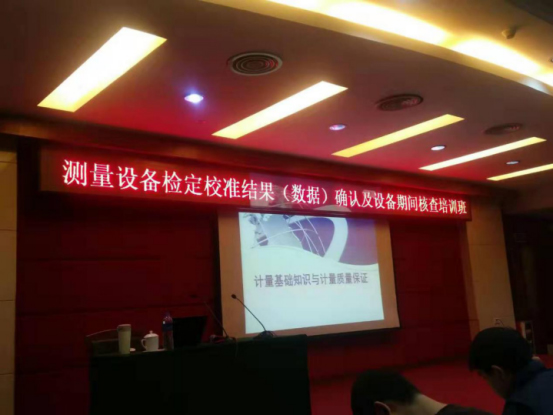 测量设备检定校准结果（数据）确认及设备期间核查培训班
计量基础知识与计量质量保证